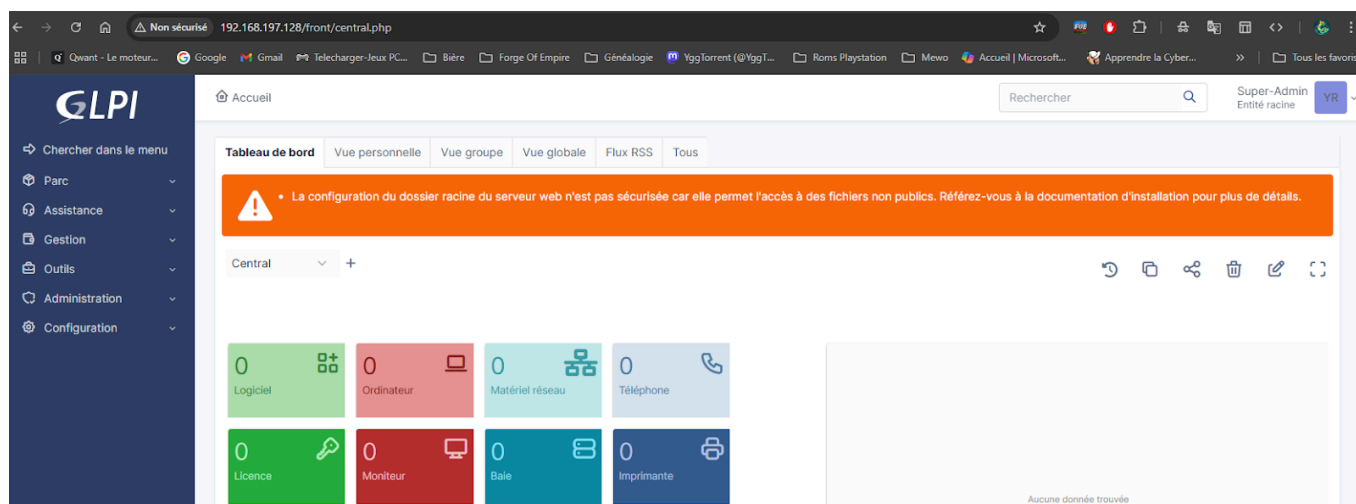 Non sécurisé 192.168.197.128/front/central.php
Qwant - Le moteur... Google Gmail Telecharger-Jeux PC... Bière Forge Of Empire Généalogie YggTorrent (@YggT... Roms Playstation Mewo Accueil | Microsoft... Apprendre la Cyber... » Tous les favoris
GLPI
Accueil
Rechercher
Super-Admin
Entité racine
YR
Chercher dans le menu
Parc
Assistance
Gestion
Outils
Administration
Configuration
Tableau de bord Vue personnelle Vue groupe Vue globale Flux RSS Tous
• La configuration du dossier racine du serveur web n'est pas sécurisée car elle permet l'accès à des fichiers non publics. Référez-vous à la documentation d'installation pour plus de détails.
Central +
0 0 0 0
Logiciel Ordinateur Matériel réseau Téléphone
0 0 0 0
Licence Moniteur Baie Imprimante
Aucune donnée trouvée